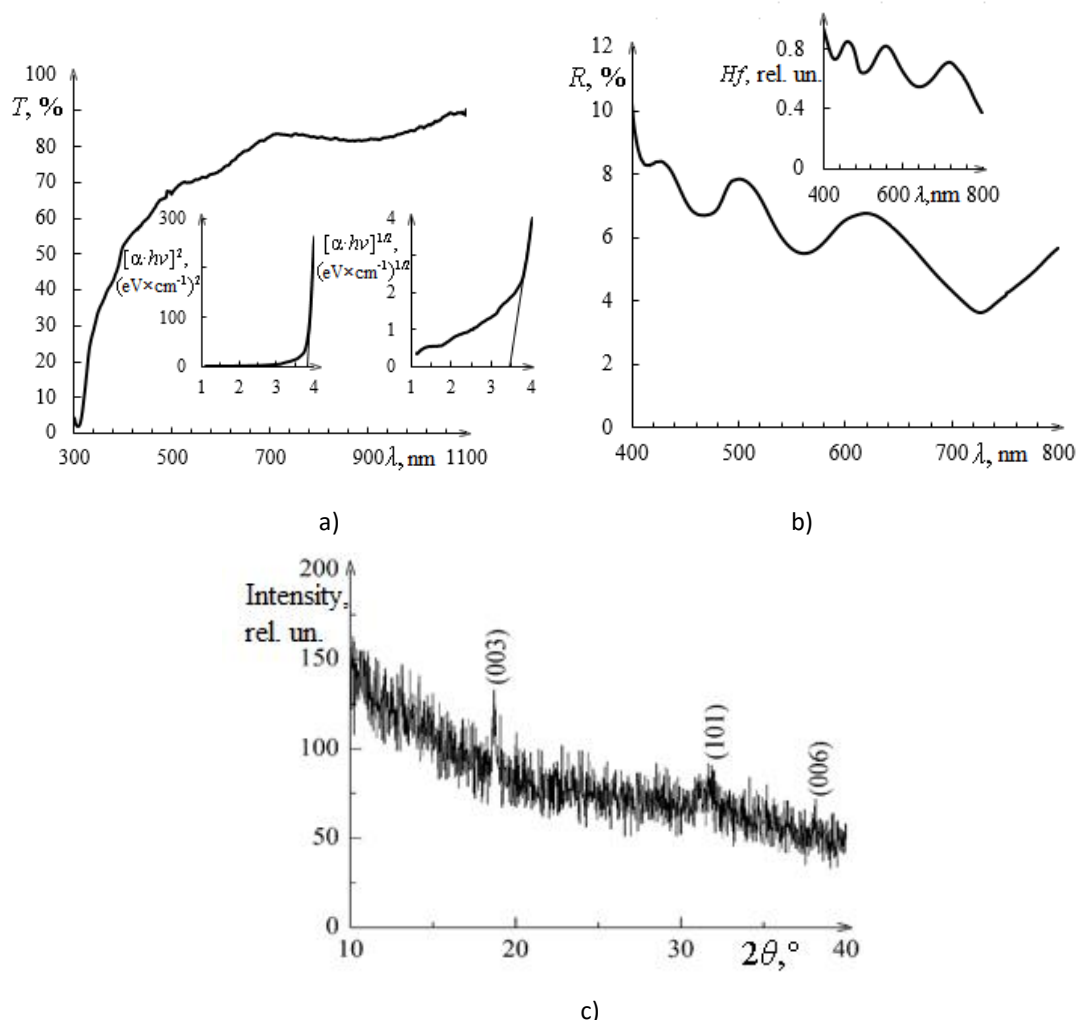 100
T, %
90
80
70
60
50
40
30
20
10
0
300 500 700 900 λ, nm 1100
300
[α·hν]²,
(eV×cm⁻¹)²
100
0
1 2 3 4
4
[α·hν]^1/2,
(eV×cm⁻¹)^1/2
2
1
0
1 2 3 4
a)
12
R, %
10
8
6
4
2
0
400 500 600 700 λ, nm 800
0.8
Hf, rel. un.
0.4
0
400 600 λ,nm 800
b)
200
Intensity,
rel. un.
150
100
50
0
10 20 30 2θ,° 40
(003)
(101)
(006)
c)